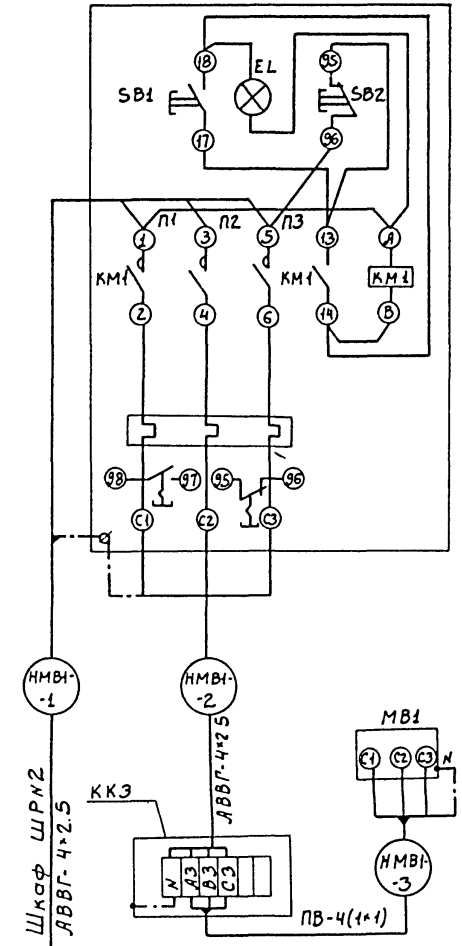 18
EL
95
SB1
SB2
17
96
П1
П2
П3
1
3
5
13
A
КМ1
КМ1
КМ1
2
4
6
14
B
98
97
95
96
С1
С2
С3
НМВ1-
-1
НМВ1-
-2
МВ1
С1
С2
С3
N
Шкаф ШР№2
АВВГ-4×2.5
АВВГ-4×2.5
ККЭ
N
А3
В3
С3
НМВ1-
-3
ПВ-4(1×1)